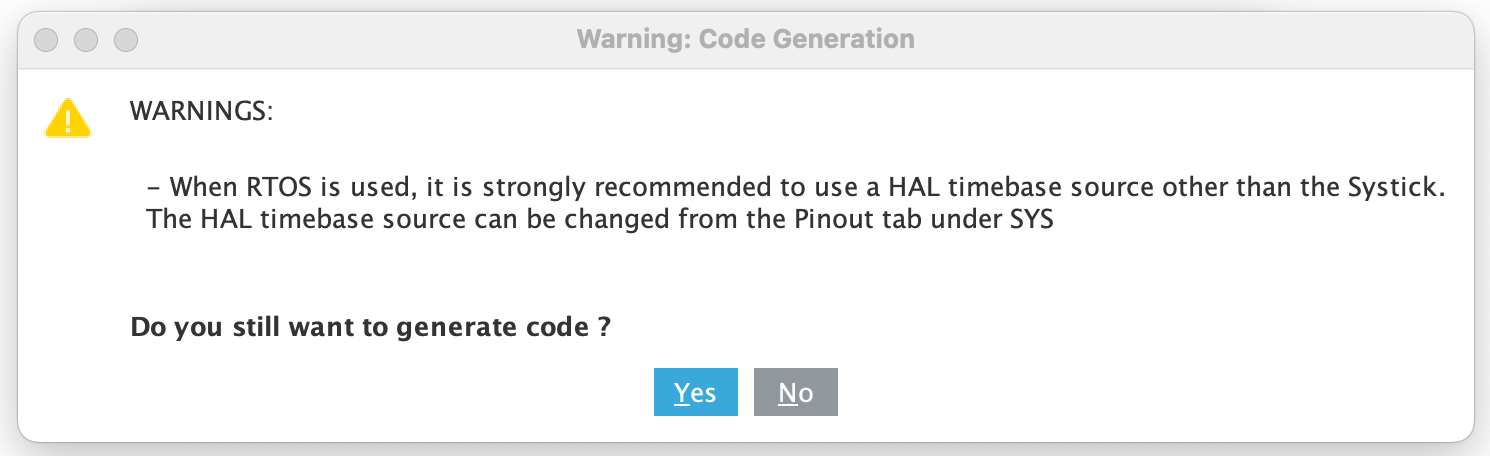 Warning: Code Generation
WARNINGS:
– When RTOS is used, it is strongly recommended to use a HAL timebase source other than the Systick.
The HAL timebase source can be changed from the Pinout tab under SYS
Do you still want to generate code ?
Yes No